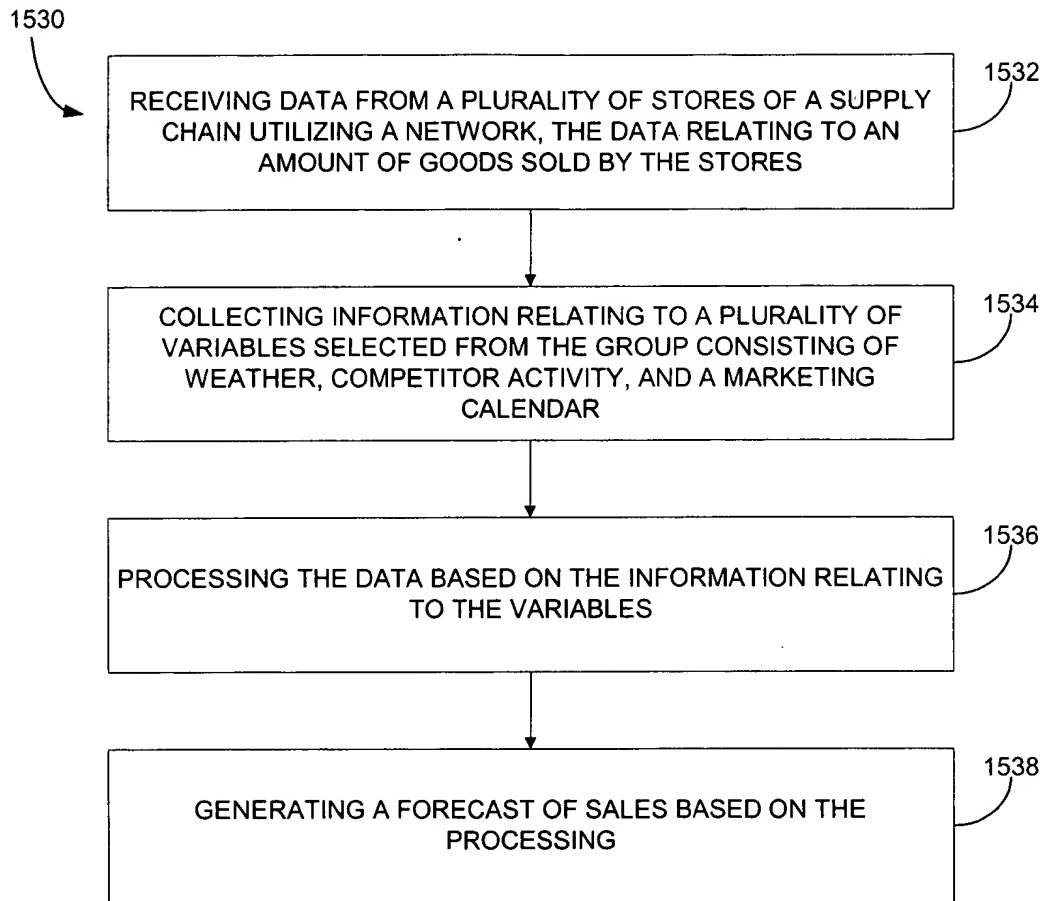 1530
1532
RECEIVING DATA FROM A PLURALITY OF STORES OF A SUPPLY
CHAIN UTILIZING A NETWORK, THE DATA RELATING TO AN
AMOUNT OF GOODS SOLD BY THE STORES
1534
COLLECTING INFORMATION RELATING TO A PLURALITY OF
VARIABLES SELECTED FROM THE GROUP CONSISTING OF
WEATHER, COMPETITOR ACTIVITY, AND A MARKETING
CALENDAR
1536
PROCESSING THE DATA BASED ON THE INFORMATION RELATING
TO THE VARIABLES
1538
GENERATING A FORECAST OF SALES BASED ON THE
PROCESSING